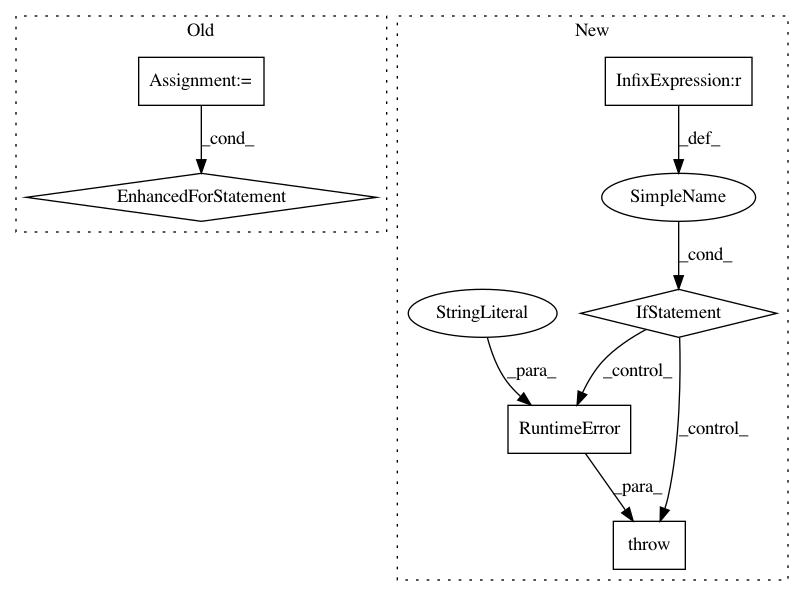 Old
New
Assignment:=
InfixExpression:r
_cond_
_def_
EnhancedForStatement
SimpleName
_cond_
StringLiteral
IfStatement
_para_
_control_
_control_
RuntimeError
_para_
throw